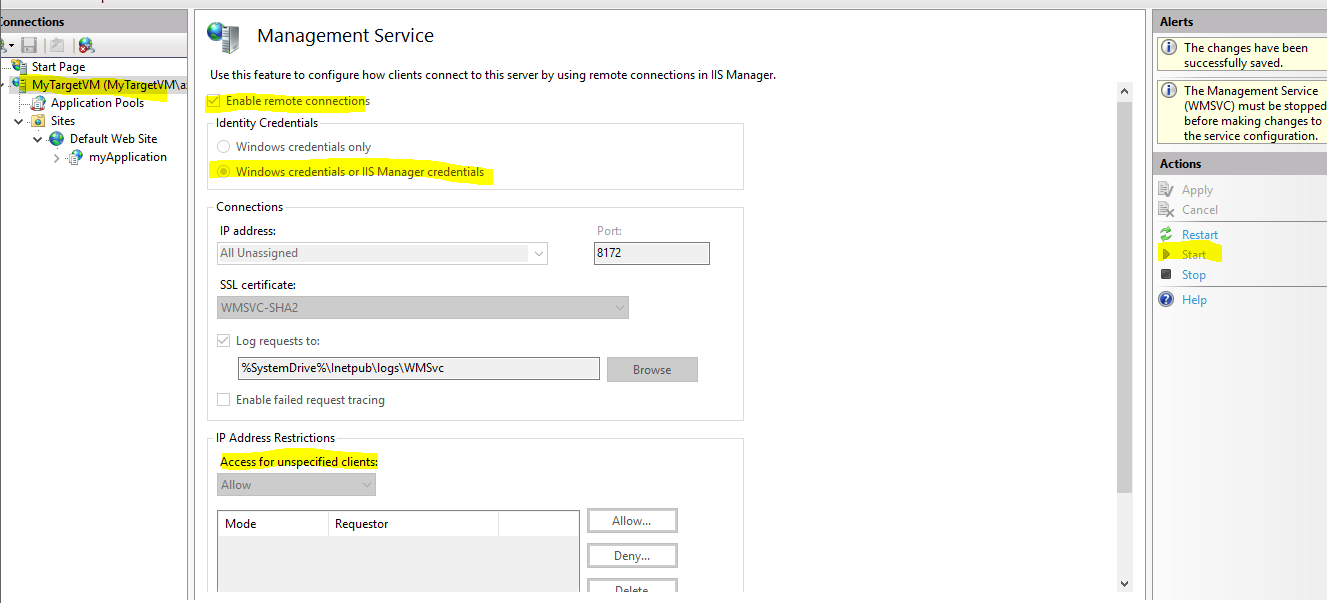 Connections
Start Page
MyTargetVM (MyTargetVM\a
Application Pools
Sites
Default Web Site
myApplication
Management Service
Use this feature to configure how clients connect to this server by using remote connections in IIS Manager.
Enable remote connections
Identity Credentials
Windows credentials only
Windows credentials or IIS Manager credentials
Connections
IP address:
Port:
All Unassigned
8172
SSL certificate:
WMSVC-SHA2
Log requests to:
%SystemDrive%\Inetpub\logs\WMSvc
Browse
Enable failed request tracing
IP Address Restrictions
Access for unspecified clients:
Allow
Mode
Requestor
Allow...
Deny...
Delete
Alerts
The changes have been
successfully saved.
The Management Service
(WMSVC) must be stopped
before making changes to
the service configuration.
Actions
Apply
Cancel
Restart
Start
Stop
Help